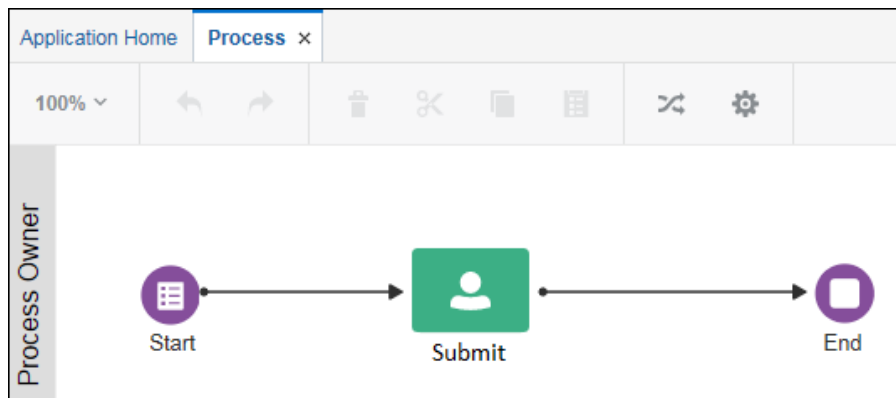 Application Home
Process ×
100%
Process Owner
Start
Submit
End